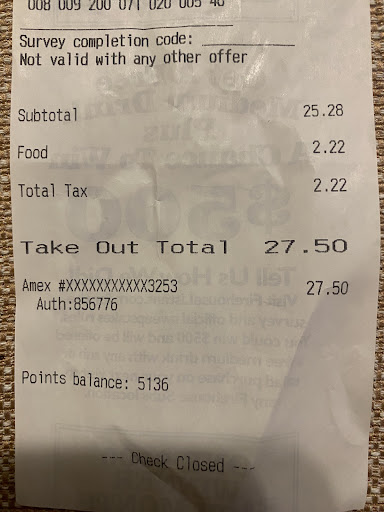 008 009 200 071 020 005 40
Survey completion code: ____________
Not valid with any other offer
Subtotal 25.28
Food 2.22
Total Tax 2.22
Take Out Total 27.50
Amex #XXXXXXXXXXX3253 27.50
Auth:856776
Points balance: 5136
--- Check Closed ---